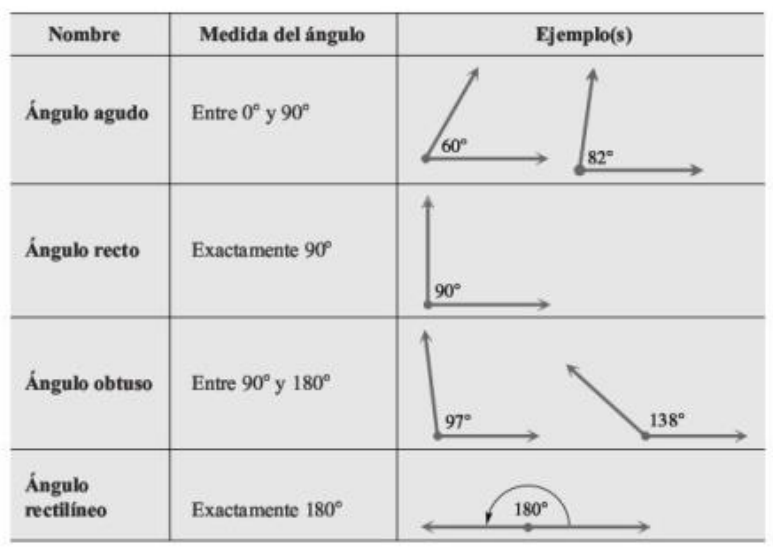 Nombre Medida del ángulo Ejemplo(s)
Ángulo agudo Entre 0° y 90° 60° 82°
Ángulo recto Exactamente 90° 90°
Ángulo obtuso Entre 90° y 180° 97° 138°
Ángulo
rectilíneo Exactamente 180° 180°